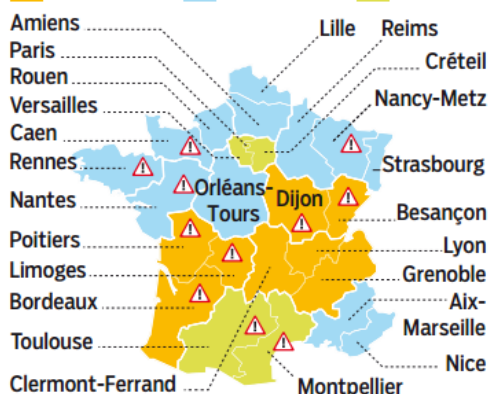 Amiens
Lille
Reims
Paris
Créteil
Rouen
Nancy-Metz
Versailles
Caen
Rennes
Strasbourg
Orléans-
Tours
Dijon
Nantes
Besançon
Poitiers
Lyon
Limoges
Grenoble
Bordeaux
Aix-
Marseille
Toulouse
Nice
Clermont-Ferrand
Montpellier